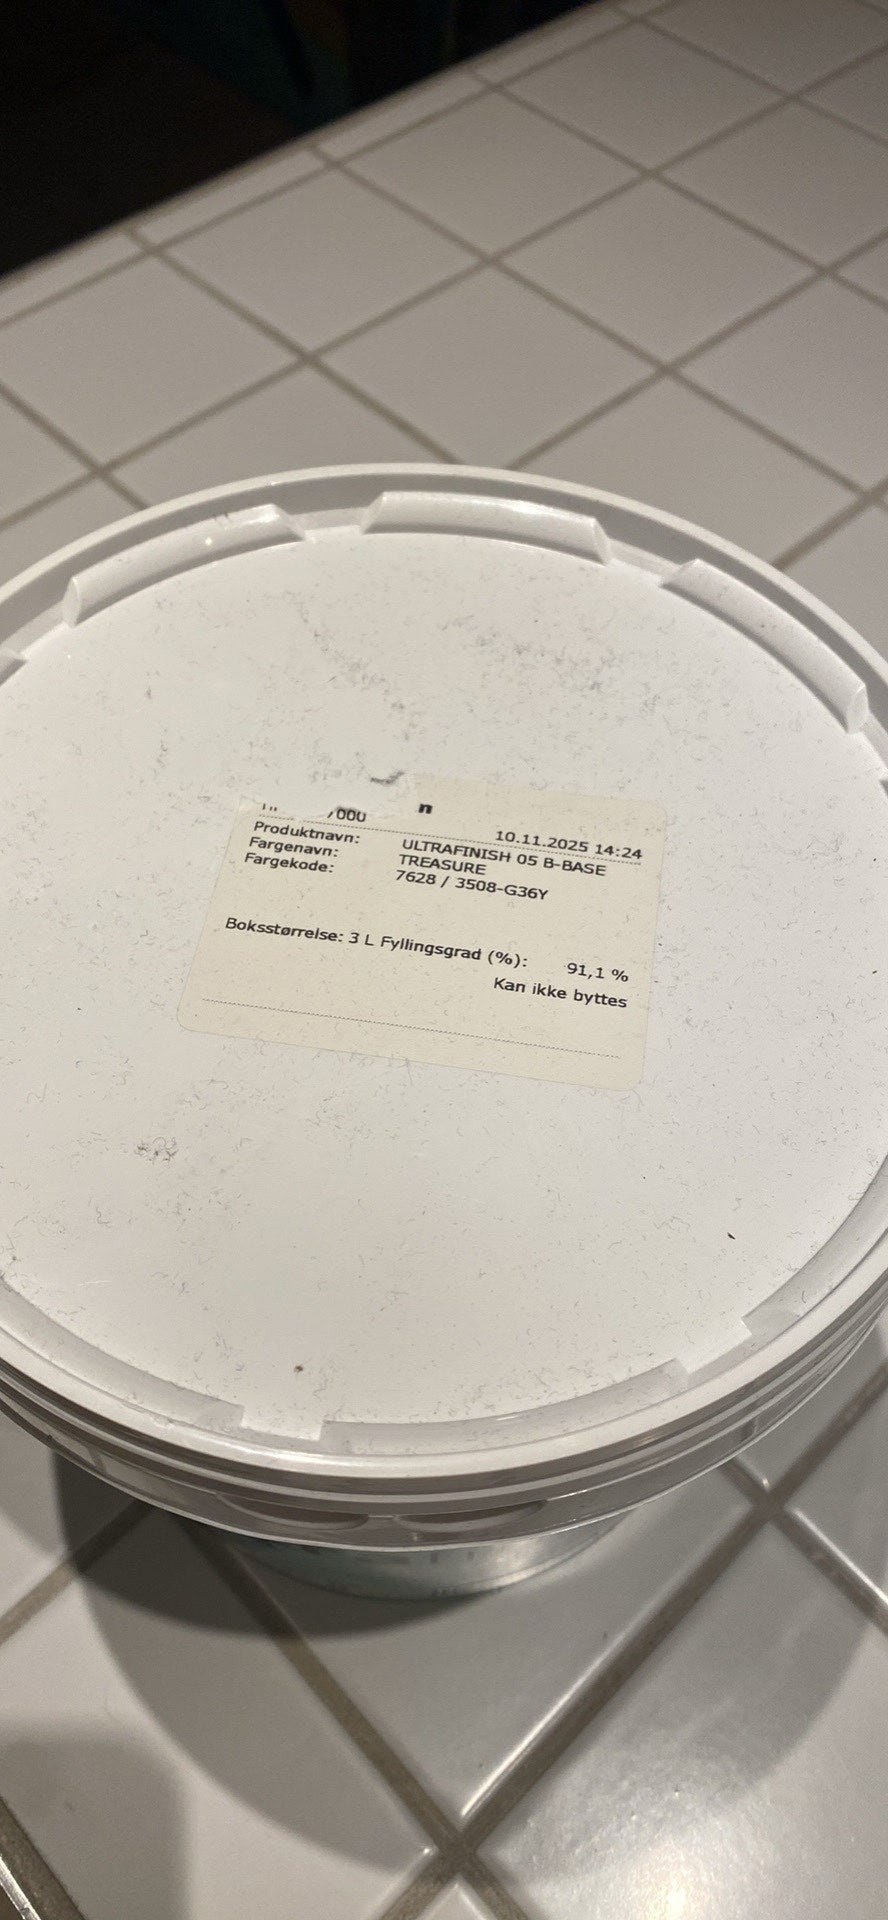 n
10.11.2025 14:24
Produktnavn: ULTRAFINISH 05 B-BASE
Fargenavn: TREASURE
Fargekode: 7628 / 3508-G36Y
Boksstørrelse: 3 L Fyllingsgrad (%): 91,1 %
Kan ikke byttes